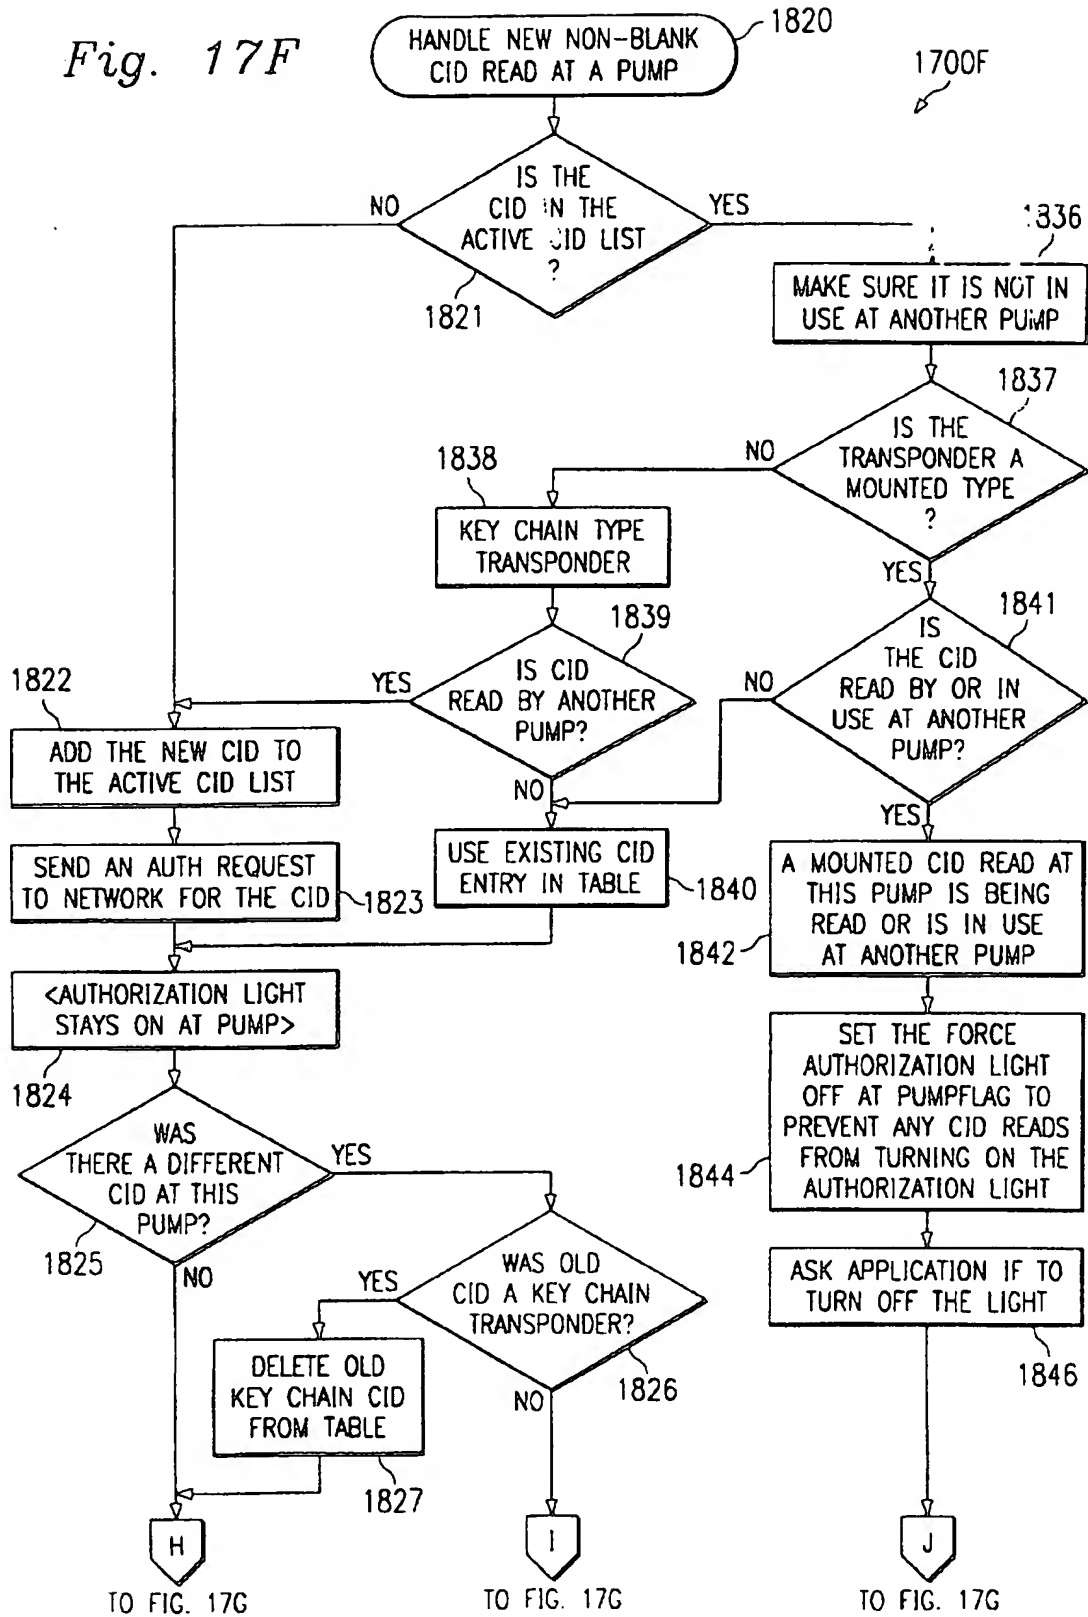 Fig. 17F
HANDLE NEW NON-BLANK
CID READ AT A PUMP
1820
1700F
IS THE
CID IN THE
ACTIVE CID LIST
?
NO
YES
1821
1836
MAKE SURE IT IS NOT IN
USE AT ANOTHER PUMP
1837
IS THE
TRANSPONDER A
MOUNTED TYPE
?
NO
YES
1838
KEY CHAIN TYPE
TRANSPONDER
1839
IS CID
READ BY ANOTHER
PUMP?
YES
NO
1841
IS
THE CID
READ BY OR IN
USE AT ANOTHER
PUMP?
NO
YES
1822
ADD THE NEW CID TO
THE ACTIVE CID LIST
SEND AN AUTH REQUEST
TO NETWORK FOR THE CID
1823
USE EXISTING CID
ENTRY IN TABLE
1840
A MOUNTED CID READ AT
THIS PUMP IS BEING
READ OR IS IN USE
AT ANOTHER PUMP
1842
<AUTHORIZATION LIGHT
STAYS ON AT PUMP>
1824
SET THE FORCE
AUTHORIZATION LIGHT
OFF AT PUMPFLAG TO
PREVENT ANY CID READS
FROM TURNING ON THE
AUTHORIZATION LIGHT
1844
WAS
THERE A DIFFERENT
CID AT THIS
PUMP?
YES
NO
1825
WAS OLD
CID A KEY CHAIN
TRANSPONDER?
YES
NO
1826
ASK APPLICATION IF TO
TURN OFF THE LIGHT
1846
DELETE OLD
KEY CHAIN CID
FROM TABLE
1827
H
I
J
TO FIG. 17G
TO FIG. 17G
TO FIG. 17G